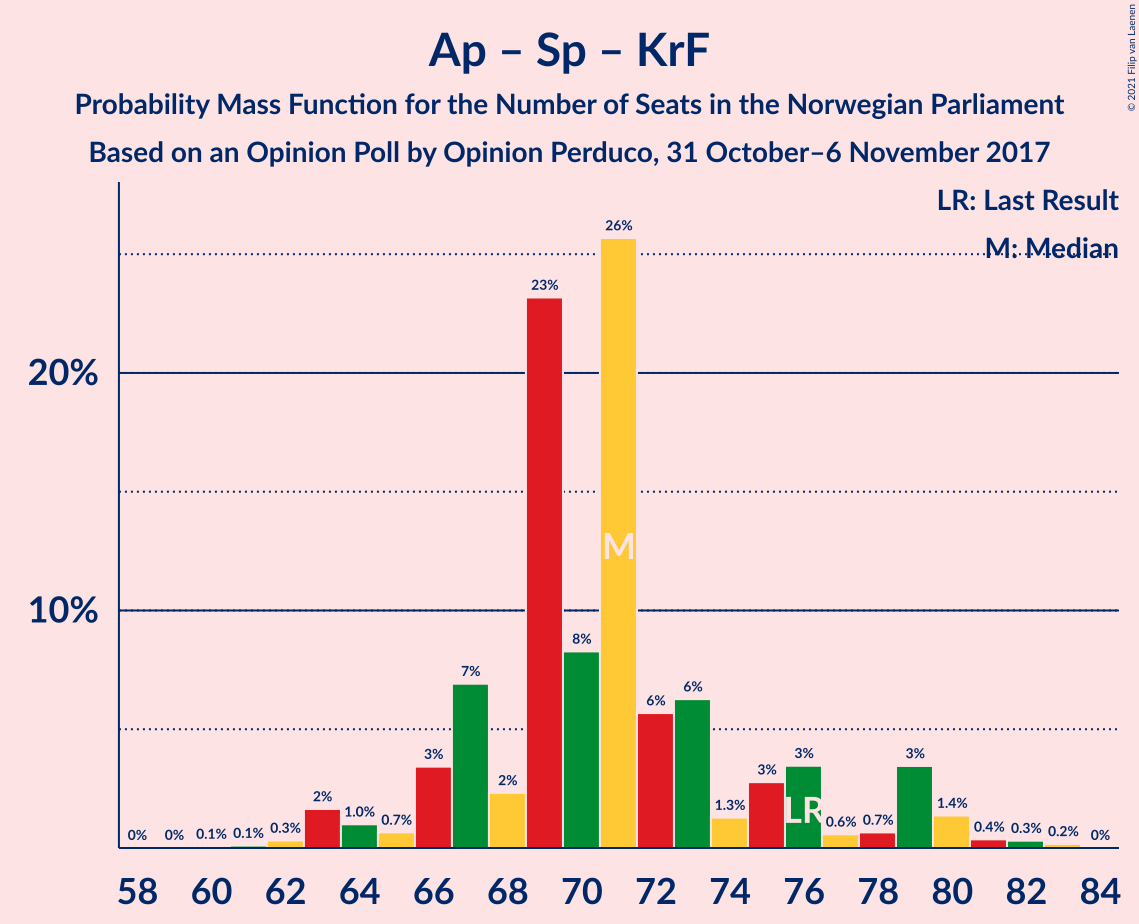 Ap – Sp – KrF
Probability Mass Function for the Number of Seats in the Norwegian Parliament
Based on an Opinion Poll by Opinion Perduco, 31 October–6 November 2017
© 2021 Filip van Laenen
LR: Last Result
M: Median
20%
10%
0% 0% 0.1% 0.1% 0.3% 2% 1.0% 0.7% 3% 7% 2% 23% 8% 26% 6% 6% 1.3% 3% 3% 0.6% 0.7% 3% 1.4% 0.4% 0.3% 0.2% 0%
M
LR
58 60 62 64 66 68 70 72 74 76 78 80 82 84